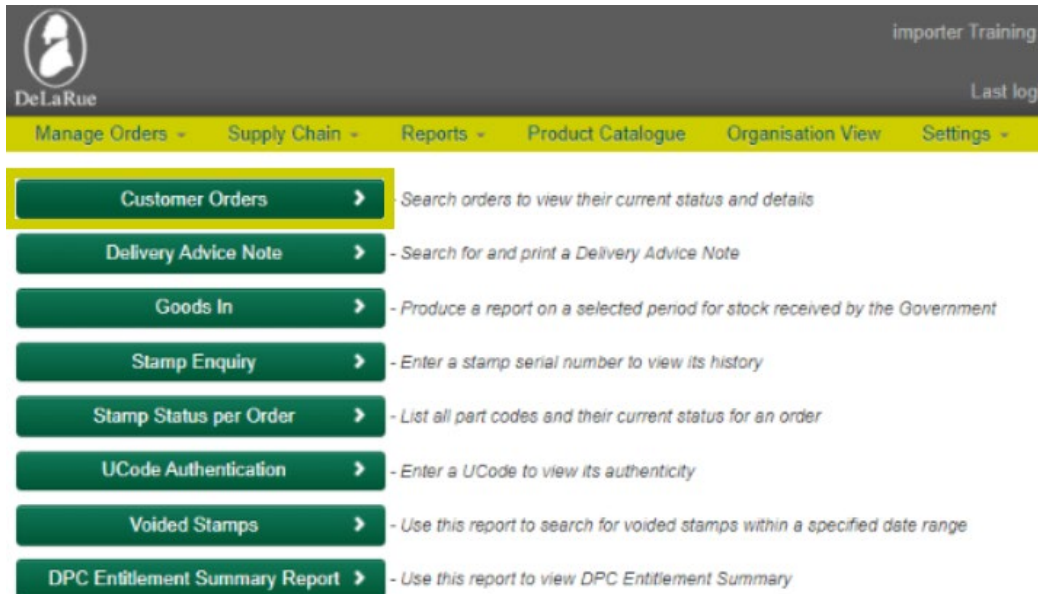 importer Training
DeLaRue
Last log
Manage Orders Supply Chain Reports Product Catalogue Organisation View Settings
Customer Orders - Search orders to view their current status and details
Delivery Advice Note - Search for and print a Delivery Advice Note
Goods In - Produce a report on a selected period for stock received by the Government
Stamp Enquiry - Enter a stamp serial number to view its history
Stamp Status per Order - List all part codes and their current status for an order
UCode Authentication - Enter a UCode to view its authenticity
Voided Stamps - Use this report to search for voided stamps within a specified date range
DPC Entitlement Summary Report - Use this report to view DPC Entitlement Summary